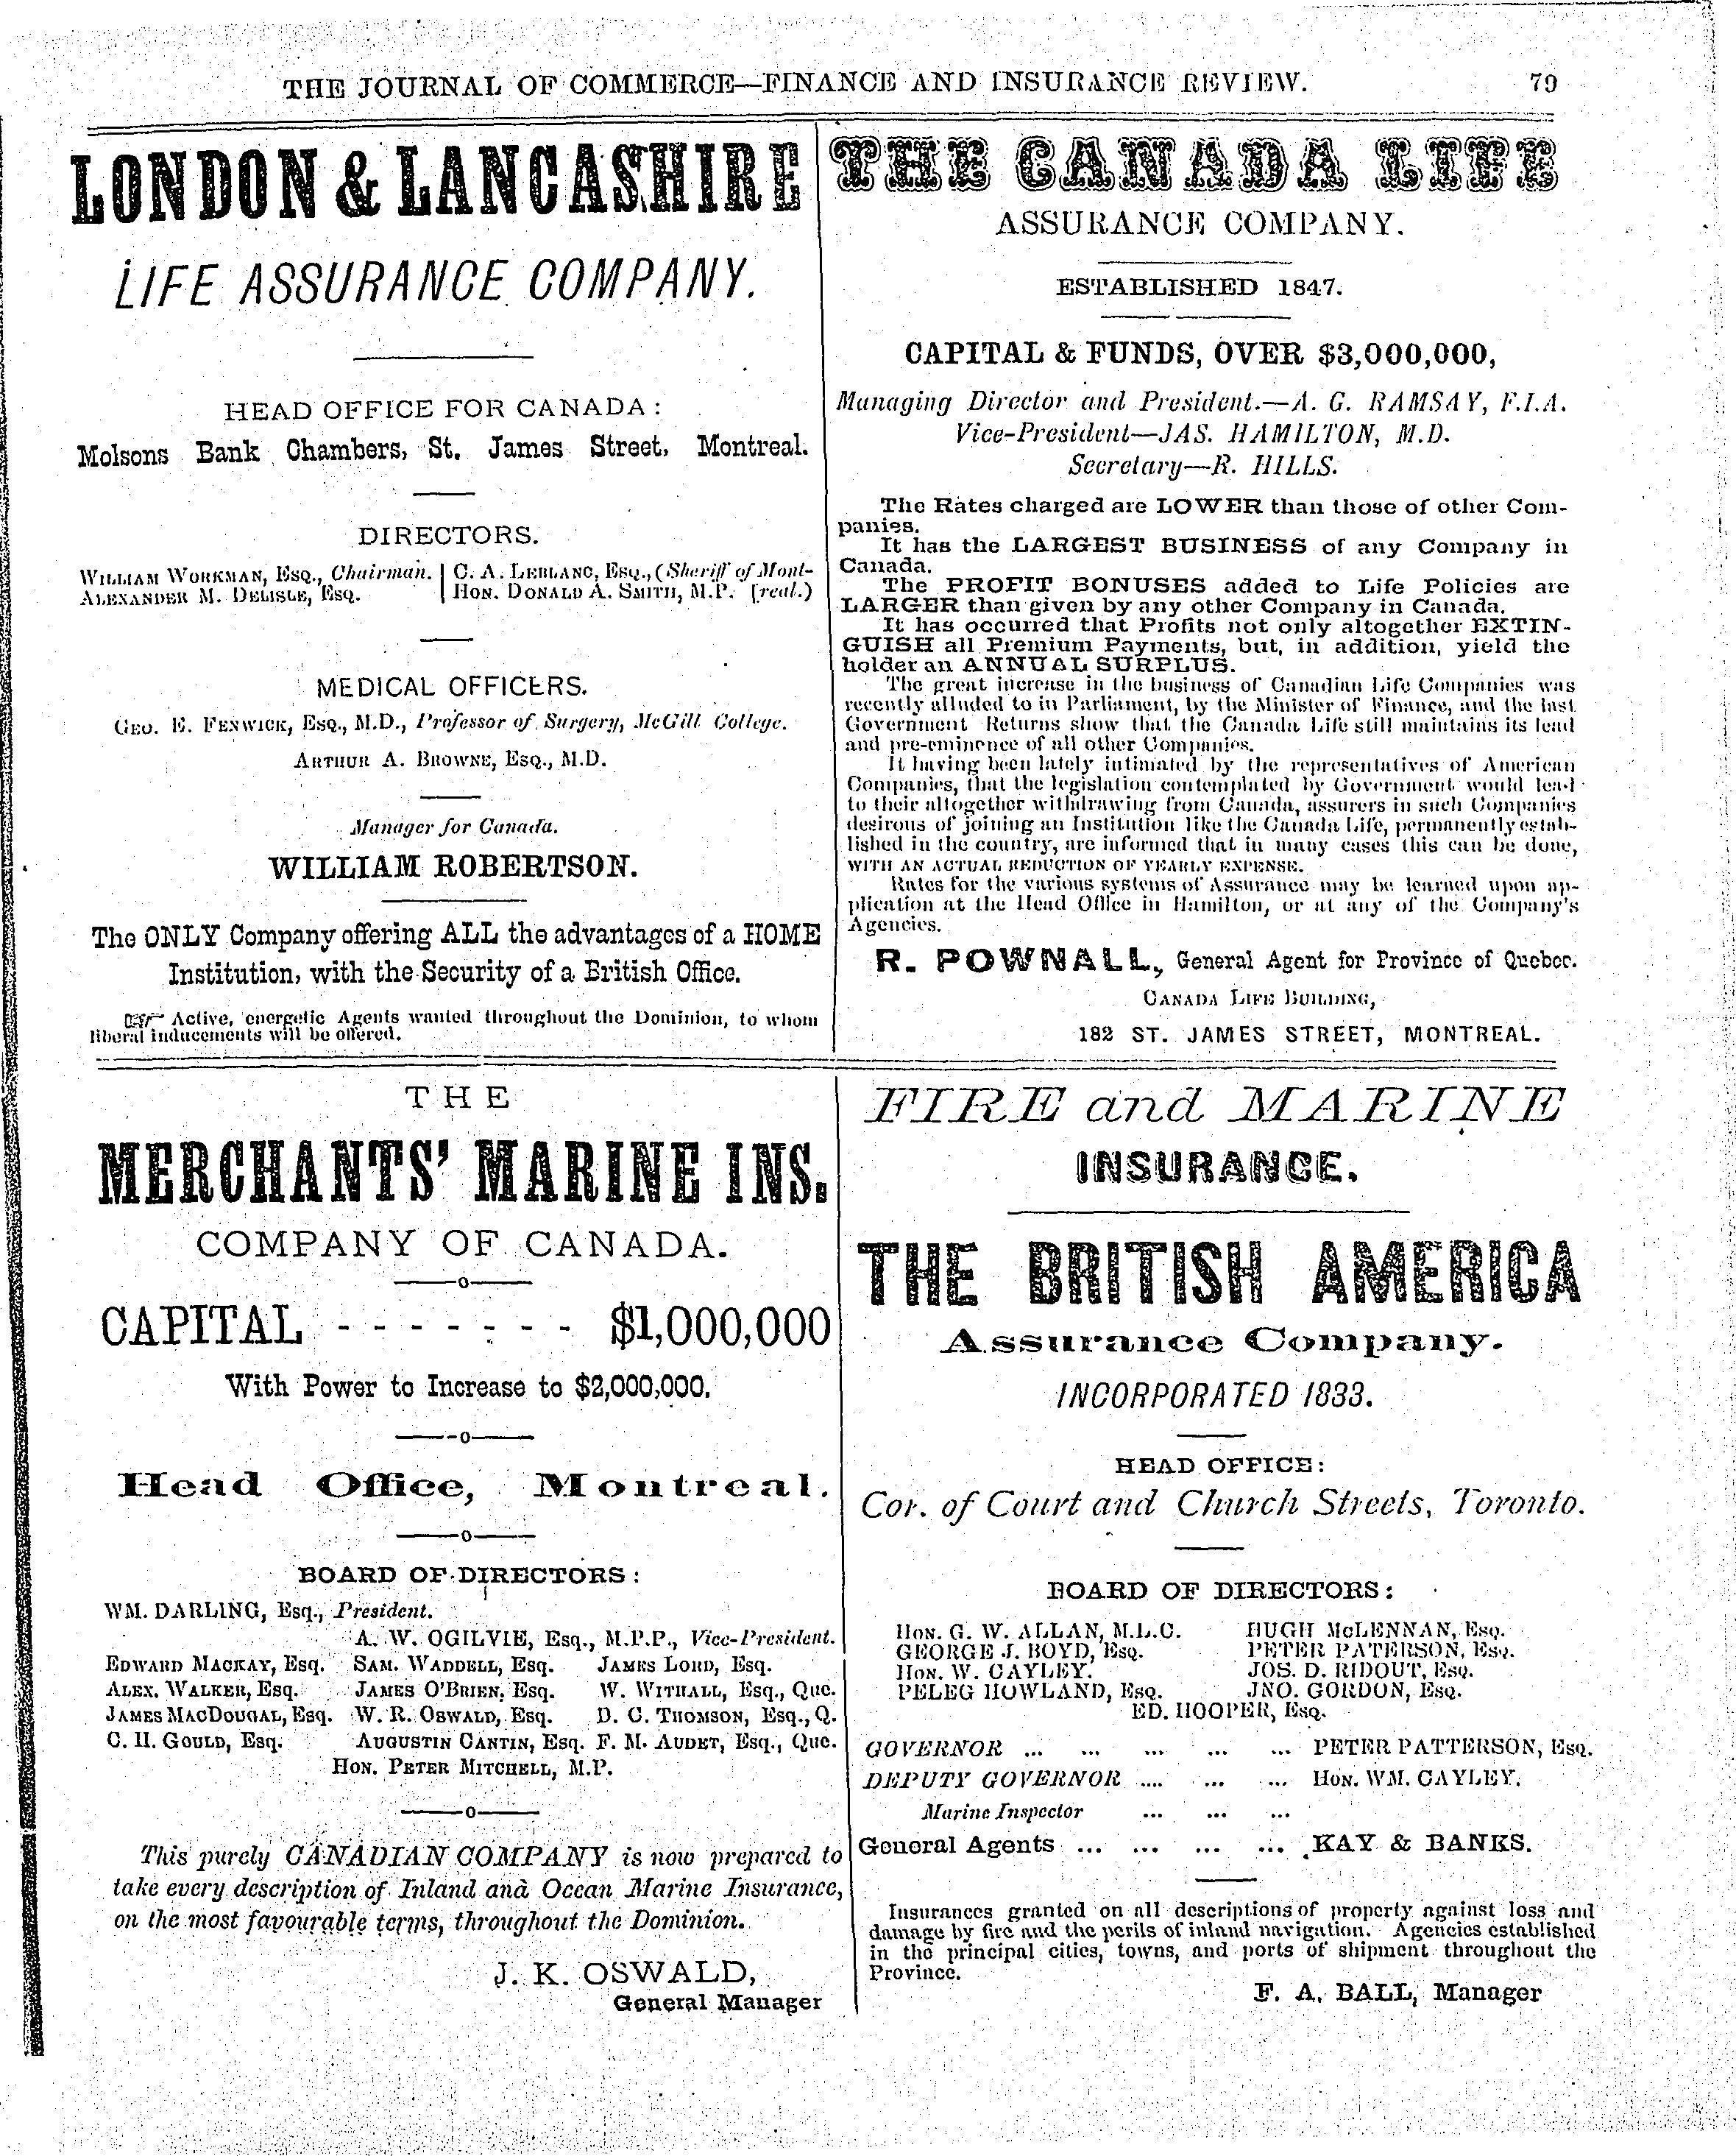 THE JOURNAL OF COMMERCE—FINANCE AND INSURANCE REVIEW. 79
LONDON & LANCASHIRE
LIFE ASSURANCE COMPANY.
HEAD OFFICE FOR CANADA:
Molsons Bank Chambers, St. James Street, Montreal.
DIRECTORS.
WILLIAM WORKMAN, ESQ., Chairman. | C. A. LEBLANC, ESQ., (Sheriff of Mont-
ALEXANDER M. DELISLE, ESQ. | HON. DONALD A. SMITH, M.P. [real.)
MEDICAL OFFICERS.
GEO. E. FENWICK, ESQ., M.D., Professor of Surgery, McGill College.
ARTHUR A. BROWNE, ESQ., M.D.
Manager for Canada.
WILLIAM ROBERTSON.
The ONLY Company offering ALL the advantages of a HOME
Institution, with the Security of a British Office.
☞ Active, energetic Agents wanted throughout the Dominion, to whom
liberal inducements will be offered.
THE CANADA LIFE
ASSURANCE COMPANY.
ESTABLISHED 1847.
CAPITAL & FUNDS, OVER $3,000,000,
Managing Director and President.—A. G. RAMSAY, F.I.A.
Vice-President—JAS. HAMILTON, M.D.
Secretary—R. HILLS.
The Rates charged are LOWER than those of other Com-
panies.
It has the LARGEST BUSINESS of any Company in
Canada.
The PROFIT BONUSES added to Life Policies are
LARGER than given by any other Company in Canada.
It has occurred that Profits not only altogether EXTIN-
GUISH all Premium Payments, but, in addition, yield the
holder an ANNUAL SURPLUS.
The great increase in the business of Canadian Life Companies was
recently alluded to in Parliament, by the Minister of Finance, and the last
Government Returns show that the Canada Life still maintains its lead
and pre-eminence of all other Companies.
It having been lately intimated by the representatives of American
Companies, that the legislation contemplated by Government would lead
to their altogether withdrawing from Canada, assurers in such Companies
desirous of joining an Institution like the Canada Life, permanently estab-
lished in the country, are informed that in many cases this can be done,
WITH AN ACTUAL REDUCTION OF YEARLY EXPENSE.
Rates for the various systems of Assurance may be learned upon ap-
plication at the Head Office in Hamilton, or at any of the Company's
Agencies.
R. POWNALL, General Agent for Province of Quebec.
CANADA LIFE BUILDING,
182 ST. JAMES STREET, MONTREAL.
THE
MERCHANTS' MARINE INS.
COMPANY OF CANADA.
CAPITAL - - - - - - - $1,000,000
With Power to Increase to $2,000,000.
Head Office, Montreal.
BOARD OF DIRECTORS:
WM. DARLING, Esq., President.
A. W. OGILVIE, Esq., M.P.P., Vice-President.
EDWARD MACKAY, Esq. SAM. WADDELL, Esq. JAMES LORD, Esq.
ALEX. WALKER, Esq. JAMES O'BRIEN, Esq. W. WITHALL, Esq., Que.
JAMES MACDOUGAL, Esq. W. R. OSWALD, Esq. D. C. THOMSON, Esq., Q.
C. H. GOULD, Esq. AUGUSTIN CANTIN, Esq. F. M. AUDET, Esq., Que.
HON. PETER MITCHELL, M.P.
This purely CANADIAN COMPANY is now prepared to
take every description of Inland and Ocean Marine Insurance,
on the most favourable terms, throughout the Dominion.
J. K. OSWALD,
General Manager
FIRE and MARINE
INSURANCE.
THE BRITISH AMERICA
Assurance Company.
INCORPORATED 1833.
HEAD OFFICE:
Cor. of Court and Church Streets, Toronto.
BOARD OF DIRECTORS:
HON. G. W. ALLAN, M.L.C. HUGH McLENNAN, Esq.
GEORGE J. BOYD, Esq. PETER PATERSON, Esq.
HON. W. CAYLEY. JOS. D. RIDOUT, Esq.
PELEG HOWLAND, Esq. JNO. GORDON, Esq.
ED. HOOPER, Esq.
GOVERNOR ... ... ... ... ... PETER PATTERSON, Esq.
DEPUTY GOVERNOR .... ... ... HON. WM. CAYLEY.
Marine Inspector ... ... ...
General Agents ... ... ... ... KAY & BANKS.
Insurances granted on all descriptions of property against loss and
damage by fire and the perils of inland navigation. Agencies established
in the principal cities, towns, and ports of shipment throughout the
Province.
F. A. BALL, Manager